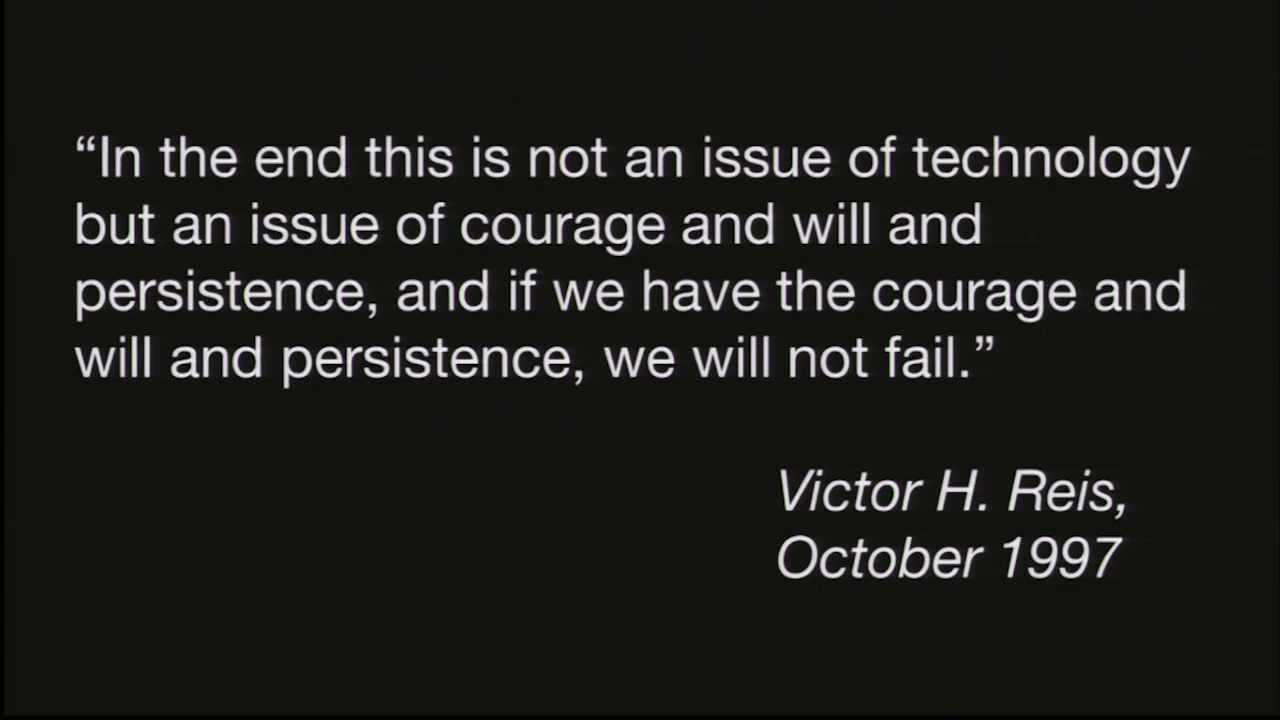 “In the end this is not an issue of technology
but an issue of courage and will and
persistence, and if we have the courage and
will and persistence, we will not fail.”
Victor H. Reis,
October 1997